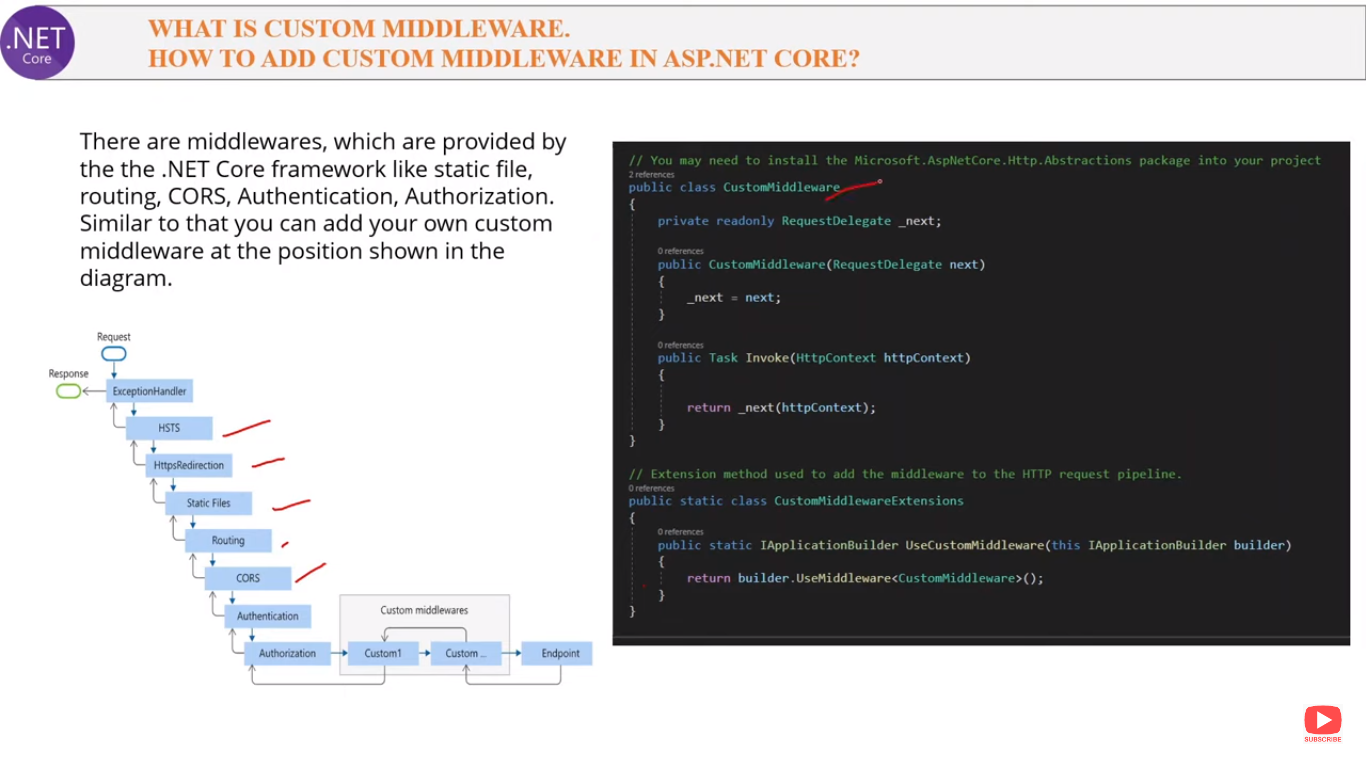 .NET
Core
WHAT IS CUSTOM MIDDLEWARE.
HOW TO ADD CUSTOM MIDDLEWARE IN ASP.NET CORE?
There are middlewares, which are provided by
the the .NET Core framework like static file,
routing, CORS, Authentication, Authorization.
Similar to that you can add your own custom
middleware at the position shown in the
diagram.
Request
Response
ExceptionHandler
HSTS
HttpsRedirection
Static Files
Routing
CORS
Authentication
Custom middlewares
Authorization
Custom1
Custom ...
Endpoint
// You may need to install the Microsoft.AspNetCore.Http.Abstractions package into your project
2 references
public class CustomMiddleware
{
private readonly RequestDelegate _next;
0 references
public CustomMiddleware(RequestDelegate next)
{
_next = next;
}
0 references
public Task Invoke(HttpContext httpContext)
{
return _next(httpContext);
}
}
// Extension method used to add the middleware to the HTTP request pipeline.
0 references
public static class CustomMiddlewareExtensions
{
0 references
public static IApplicationBuilder UseCustomMiddleware(this IApplicationBuilder builder)
{
return builder.UseMiddleware<CustomMiddleware>();
}
}
SUBSCRIBE